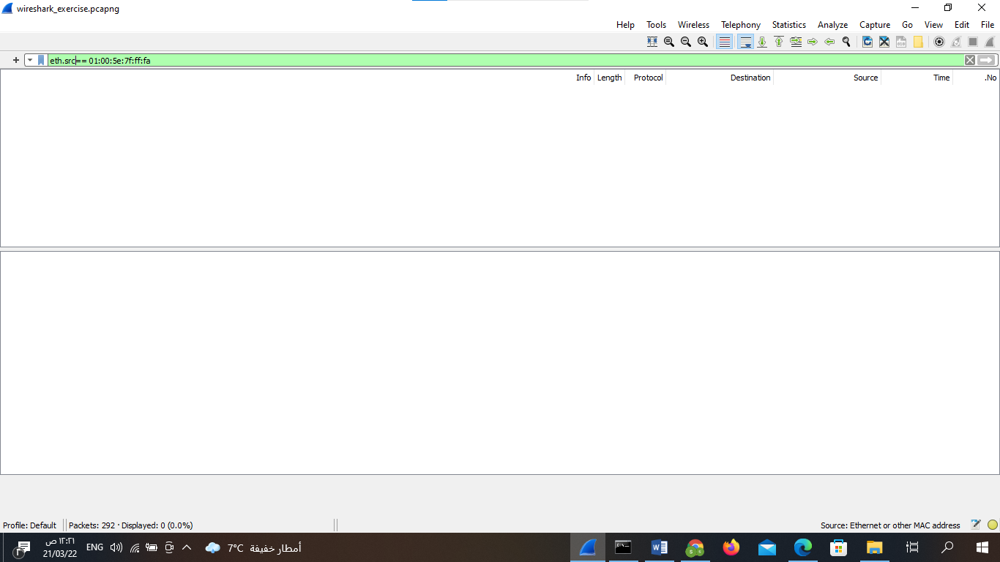 wireshark_exercise.pcapng
Help Tools Wireless Telephony Statistics Analyze Capture Go View Edit File
eth.src== 01:00:5e:7f:ff:fa
Info Length Protocol Destination Source Time .No
Profile: Default Packets: 292 · Displayed: 0 (0.0%) Source: Ethernet or other MAC address
١٢:٢١ ص
21/03/22
ENG
7°C أمطار خفيفة
٢